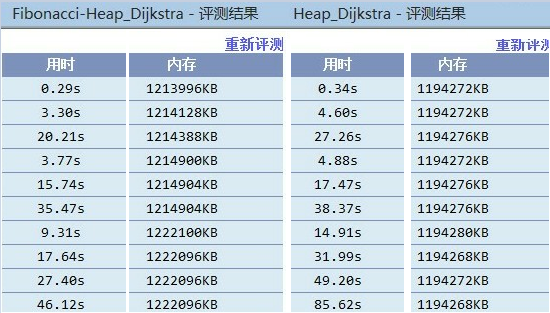 Fibonacci-Heap_Dijkstra - 评测结果 Heap_Dijkstra - 评测结果
重新评测 重新评测
用时 内存 用时 内存
0.29s 1213996KB 0.34s 1194272KB
3.30s 1214128KB 4.60s 1194276KB
20.21s 1214388KB 27.26s 1194276KB
3.77s 1214900KB 4.88s 1194272KB
15.74s 1214904KB 17.47s 1194276KB
35.47s 1214904KB 38.37s 1194276KB
9.31s 1222100KB 14.91s 1194280KB
17.64s 1222096KB 31.99s 1194268KB
27.40s 1222096KB 49.20s 1194272KB
46.12s 1222096KB 85.62s 1194268KB